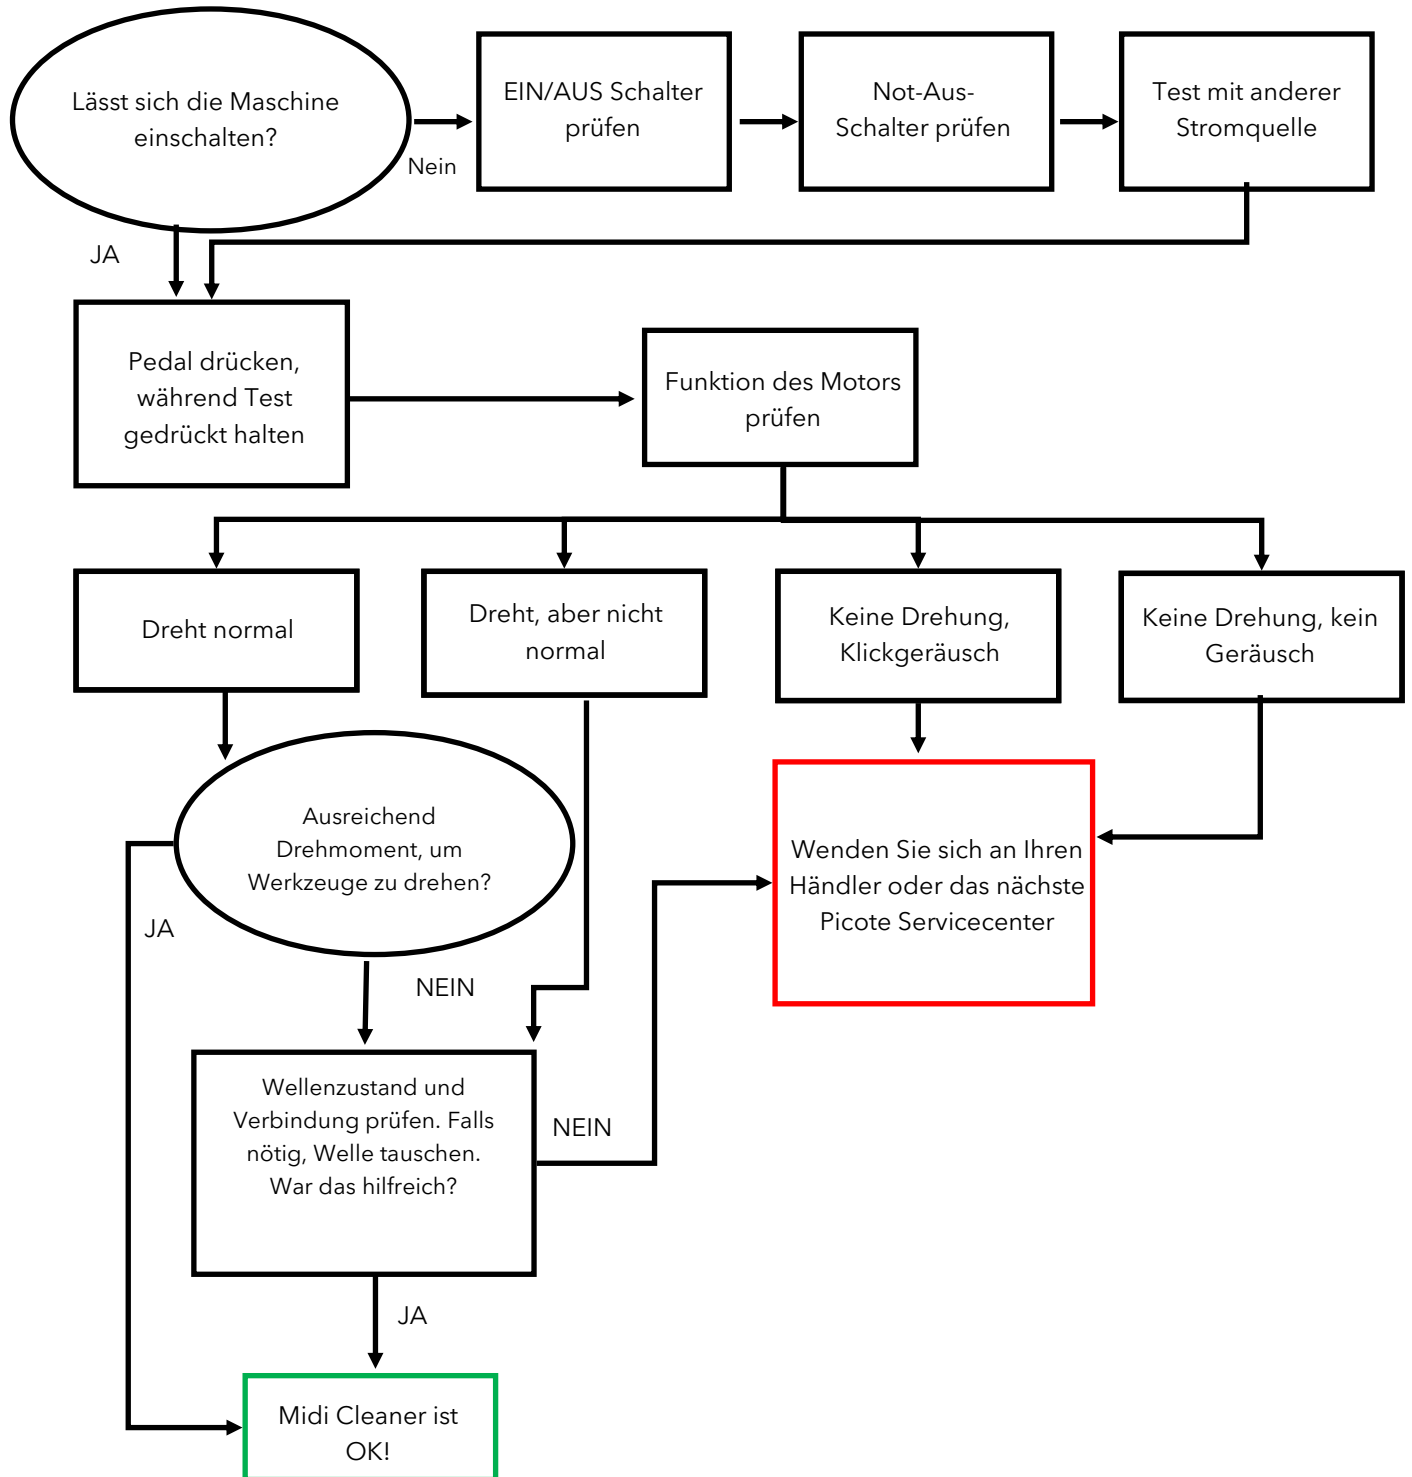 Lässt sich die Maschine
einschalten?
Nein
EIN/AUS Schalter
prüfen
Not-Aus-
Schalter prüfen
Test mit anderer
Stromquelle
JA
Pedal drücken,
während Test
gedrückt halten
Funktion des Motors
prüfen
Dreht normal
Dreht, aber nicht
normal
Keine Drehung,
Klickgeräusch
Keine Drehung, kein
Geräusch
Ausreichend
Drehmoment, um
Werkzeuge zu drehen?
JA
NEIN
Wenden Sie sich an Ihren
Händler oder das nächste
Picote Servicecenter
Wellenzustand und
Verbindung prüfen. Falls
nötig, Welle tauschen.
War das hilfreich?
NEIN
JA
Midi Cleaner ist
OK!